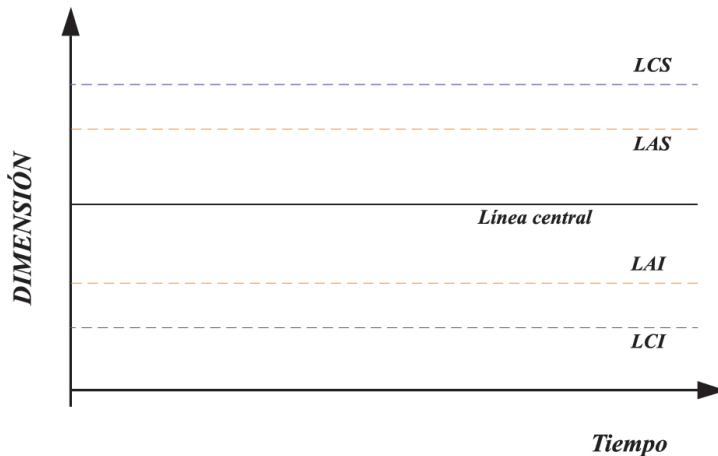 LCS
LAS
Línea central
LAI
LCI
DIMENSIÓN
Tiempo